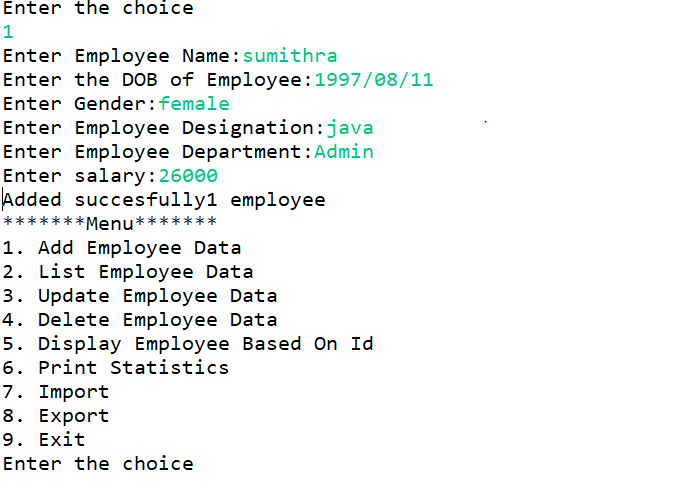 Enter the choice
1
Enter Employee Name:sumithra
Enter the DOB of Employee:1997/08/11
Enter Gender:female
Enter Employee Designation:java
Enter Employee Department:Admin
Enter salary:26000
Added succesfully1 employee
*******Menu*******
1. Add Employee Data
2. List Employee Data
3. Update Employee Data
4. Delete Employee Data
5. Display Employee Based On Id
6. Print Statistics
7. Import
8. Export
9. Exit
Enter the choice